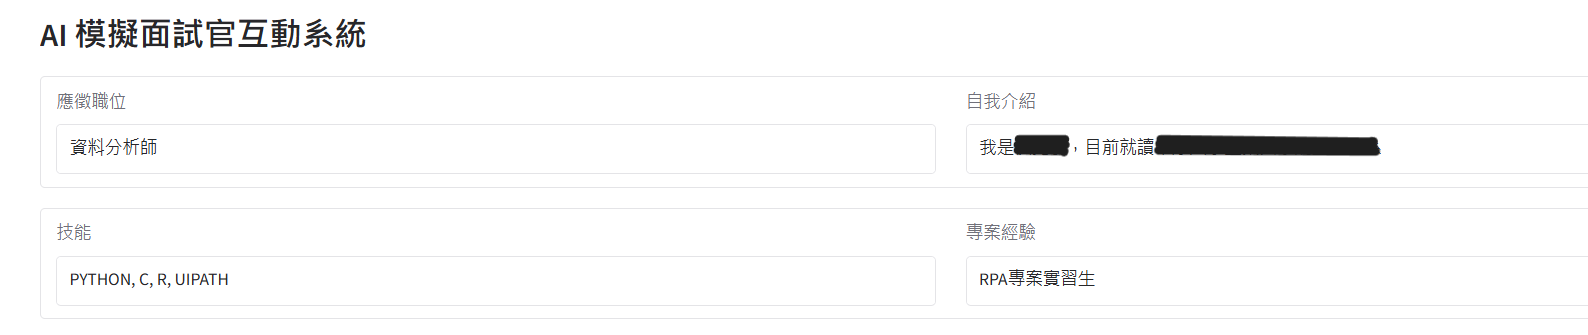 AI 模擬面試官互動系統
應徵職位
自我介紹
資料分析師
我是，目前就讀
技能
專案經驗
PYTHON, C, R, UIPATH
RPA專案實習生